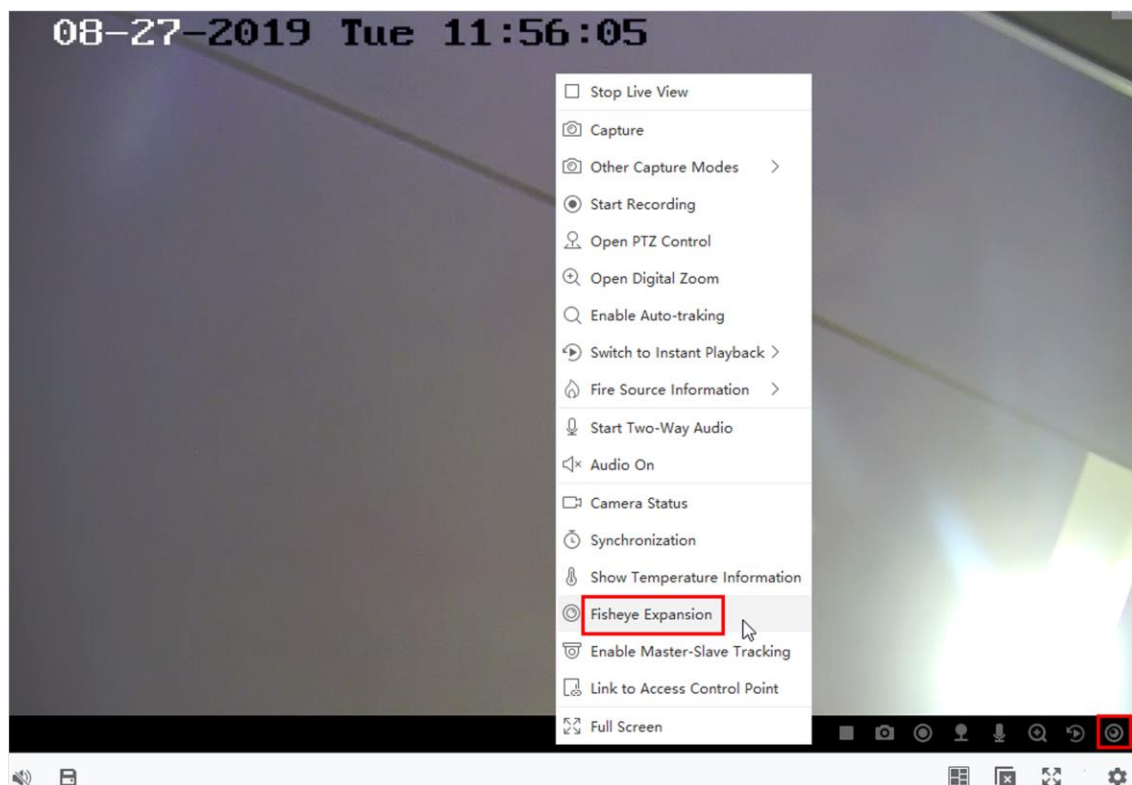 08-27-2019 Tue 11:56:05
Stop Live View
Capture
Other Capture Modes
Start Recording
Open PTZ Control
Open Digital Zoom
Enable Auto-traking
Switch to Instant Playback
Fire Source Information
Start Two-Way Audio
Audio On
Camera Status
Synchronization
Show Temperature Information
Fisheye Expansion
Enable Master-Slave Tracking
Link to Access Control Point
Full Screen